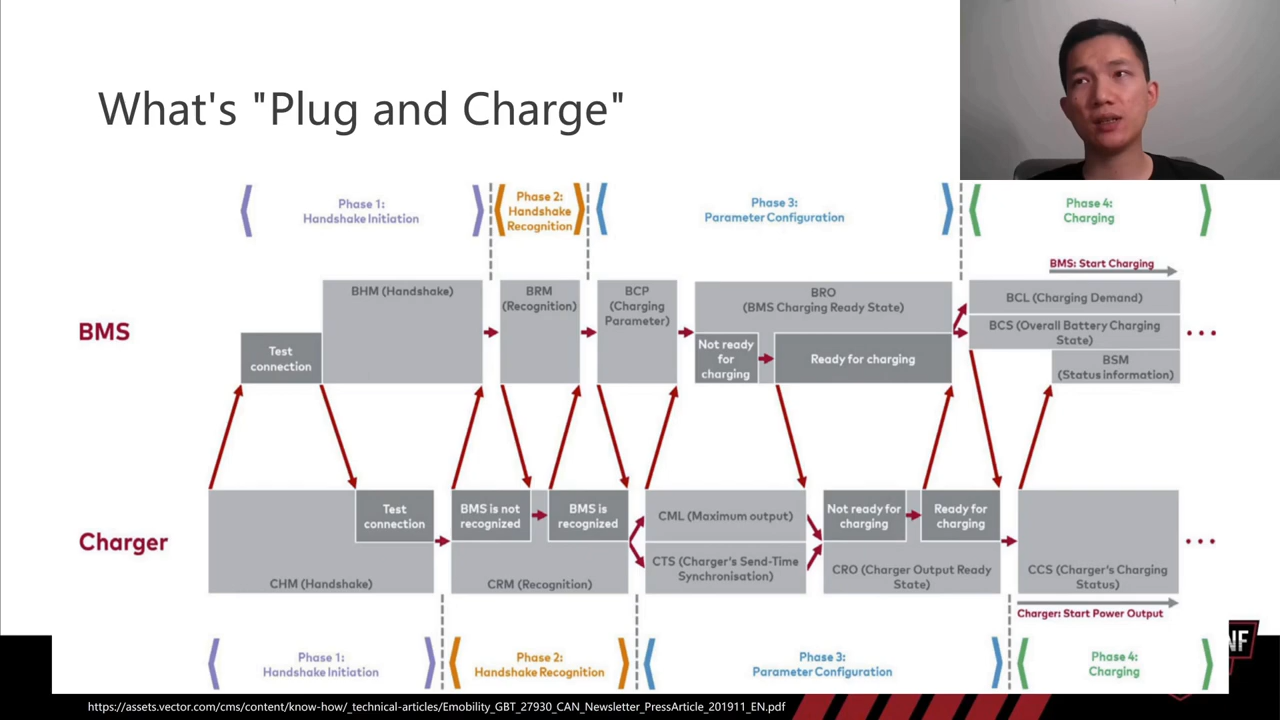 What's "Plug and Charge"
Phase 1:
Handshake Initiation
Phase 2:
Handshake
Recognition
Phase 3:
Parameter Configuration
Phase 4:
Charging
BMS: Start Charging
BMS
Test
connection
BHM (Handshake)
BRM
(Recognition)
BCP
(Charging
Parameter)
BRO
(BMS Charging Ready State)
Not ready
for
charging
Ready for charging
BCL (Charging Demand)
BCS (Overall Battery Charging
State)
BSM
(Status information)
Charger
Test
connection
CHM (Handshake)
BMS is not
recognized
BMS is
recognized
CRM (Recognition)
CML (Maximum output)
CTS (Charger's Send-Time
Synchronisation)
Not ready for
charging
Ready for
charging
CRO (Charger Output Ready
State)
CCS (Charger's Charging
Status)
Charger: Start Power Output
Phase 1:
Handshake Initiation
Phase 2:
Handshake Recognition
Phase 3:
Parameter Configuration
Phase 4:
Charging
NF
https://assets.vector.com/cms/content/know-how/_technical-articles/Emobility_GBT_27930_CAN_Newsletter_PressArticle_201911_EN.pdf